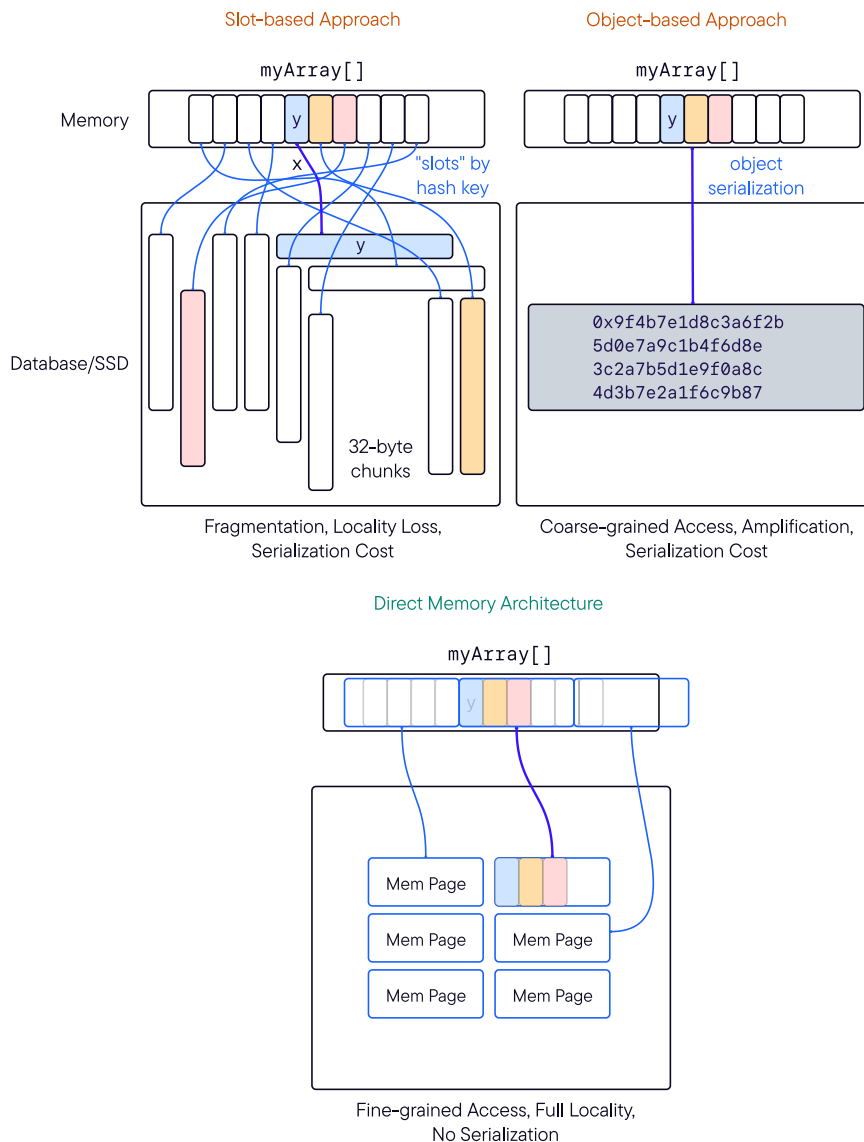 Slot-based Approach
Object-based Approach
myArray[]
myArray[]
Memory
y
y
x
"slots" by
hash key
object
serialization
y
Database/SSD
0x9f4b7e1d8c3a6f2b
5d0e7a9c1b4f6d8e
3c2a7b5d1e9f0a8c
4d3b7e2a1f6c9b87
32-byte
chunks
Fragmentation, Locality Loss,
Serialization Cost
Coarse-grained Access, Amplification,
Serialization Cost
Direct Memory Architecture
myArray[]
y
Mem Page
Mem Page
Mem Page
Mem Page
Mem Page
Fine-grained Access, Full Locality,
No Serialization